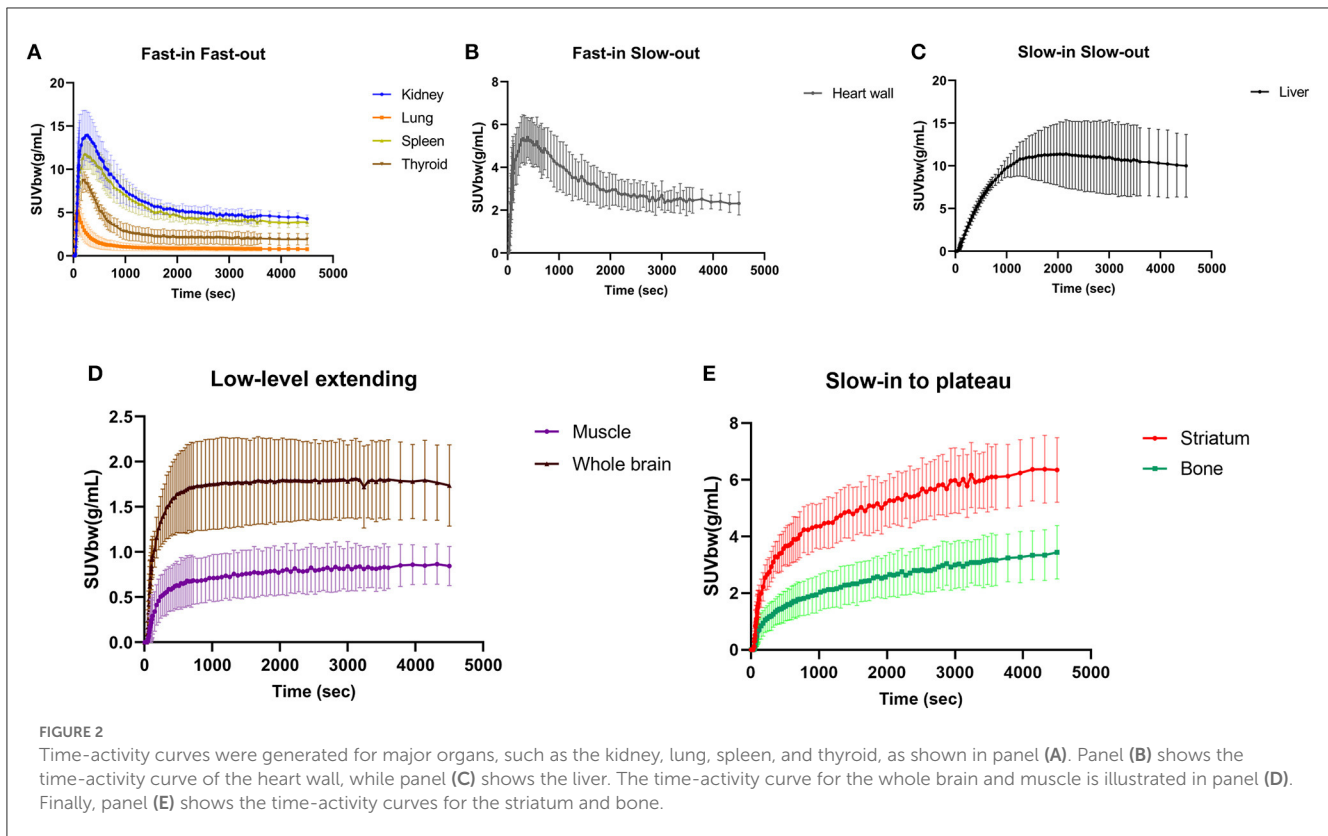 A
Fast-in Fast-out
SUVbw(g/mL)
20
15
10
5
0
0 1000 2000 3000 4000 5000
Time (sec)
Kidney
Lung
Spleen
Thyroid
B
Fast-in Slow-out
SUVbw(g/mL)
8
6
4
2
0
0 1000 2000 3000 4000 5000
Time (sec)
Heart wall
C
Slow-in Slow-out
SUVbw(g/mL)
20
15
10
5
0
0 1000 2000 3000 4000 5000
Time (sec)
Liver
D
Low-level extending
SUVbw(g/mL)
2.5
2.0
1.5
1.0
0.5
0.0
0 1000 2000 3000 4000 5000
Time (sec)
Muscle
Whole brain
E
Slow-in to plateau
SUVbw(g/mL)
8
6
4
2
0
0 1000 2000 3000 4000 5000
Time (sec)
Striatum
Bone
FIGURE 2
Time-activity curves were generated for major organs, such as the kidney, lung, spleen, and thyroid, as shown in panel (A). Panel (B) shows the
time-activity curve of the heart wall, while panel (C) shows the liver. The time-activity curve for the whole brain and muscle is illustrated in panel (D).
Finally, panel (E) shows the time-activity curves for the striatum and bone.